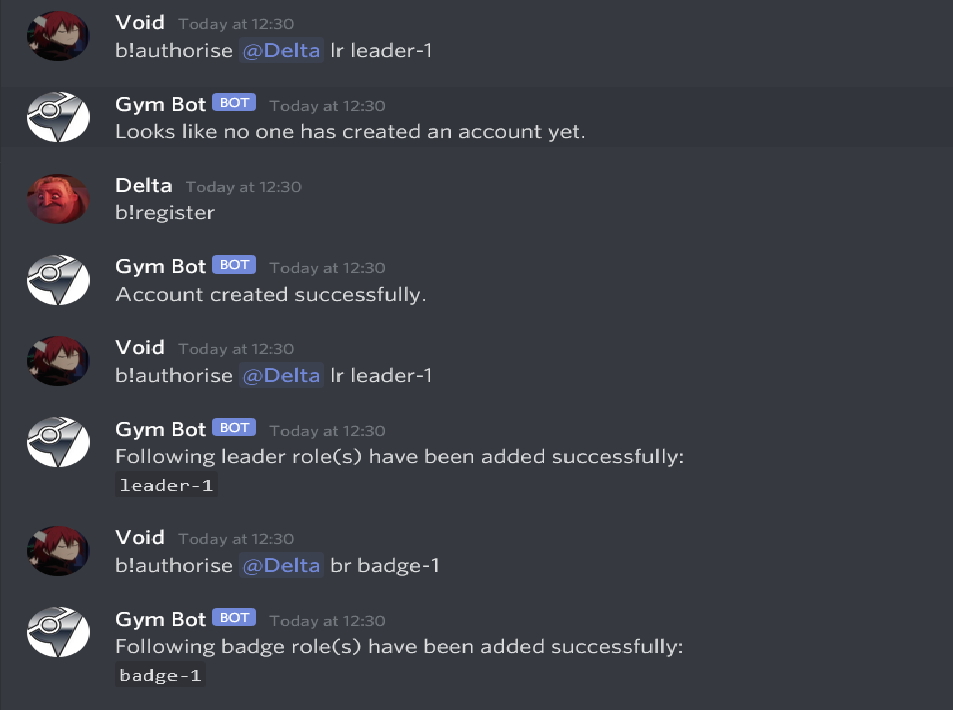 Void Today at 12:30
b!authorise @Delta lr leader-1
Gym Bot BOT Today at 12:30
Looks like no one has created an account yet.
Delta Today at 12:30
b!register
Gym Bot BOT Today at 12:30
Account created successfully.
Void Today at 12:30
b!authorise @Delta lr leader-1
Gym Bot BOT Today at 12:30
Following leader role(s) have been added successfully:
leader-1
Void Today at 12:30
b!authorise @Delta br badge-1
Gym Bot BOT Today at 12:30
Following badge role(s) have been added successfully:
badge-1